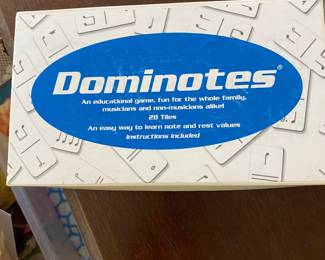 Dominotes®
An educational game, fun for the whole family,
musicians and non-musicians alike!
28 Tiles
An easy way to learn note and rest values
Instructions included